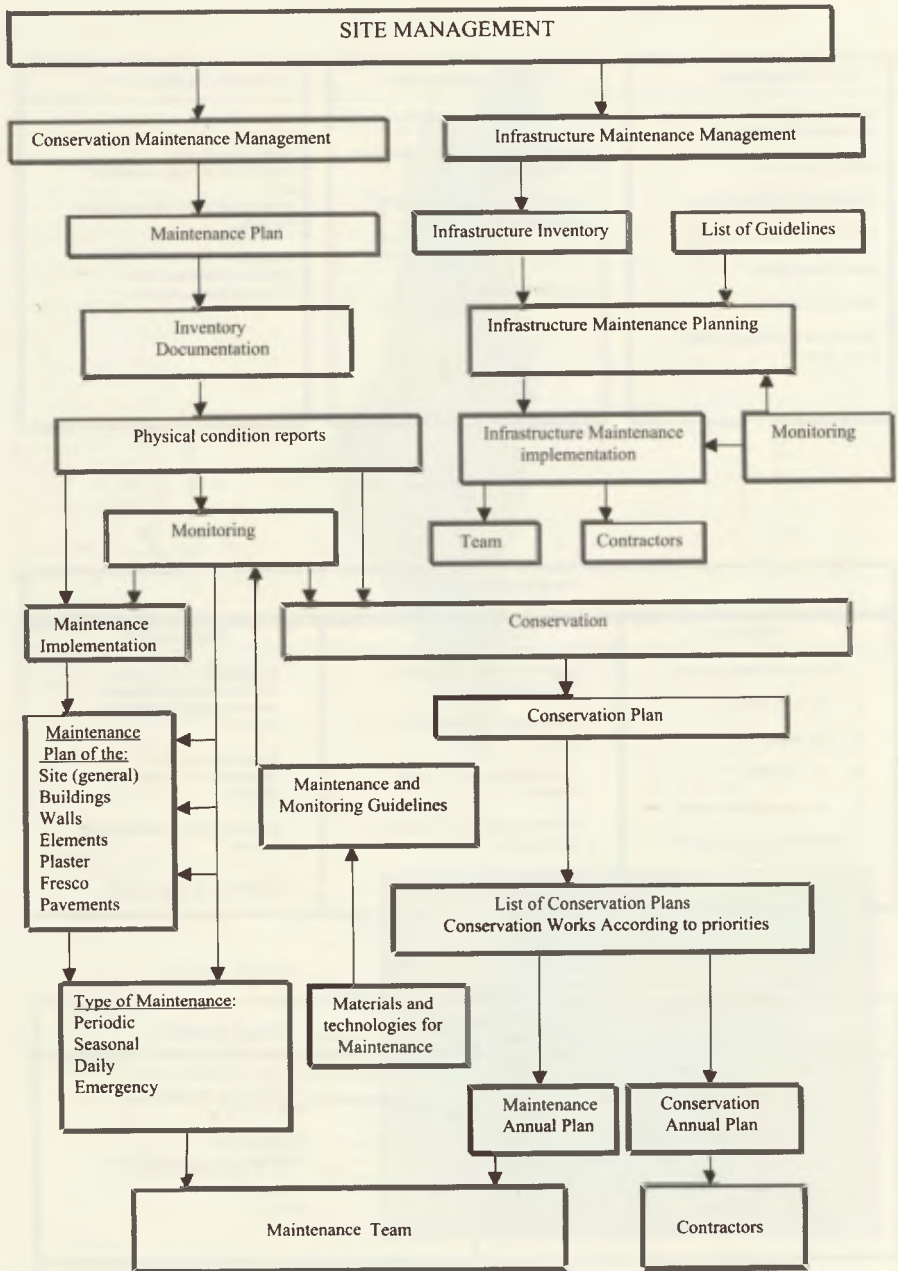 SITE MANAGEMENT
Conservation Maintenance Management
Infrastructure Maintenance Management
Maintenance Plan
Infrastructure Inventory
List of Guidelines
Inventory
Documentation
Infrastructure Maintenance Planning
Physical condition reports
Infrastructure Maintenance
implementation
Monitoring
Monitoring
Team
Contractors
Maintenance
Implementation
Conservation
Conservation Plan
Maintenance
Plan of the:
Site (general)
Buildings
Walls
Elements
Plaster
Fresco
Pavements
Maintenance and
Monitoring Guidelines
List of Conservation Plans
Conservation Works According to priorities
Type of Maintenance:
Periodic
Seasonal
Daily
Emergency
Materials and
technologies for
Maintenance
Maintenance
Annual Plan
Conservation
Annual Plan
Maintenance Team
Contractors